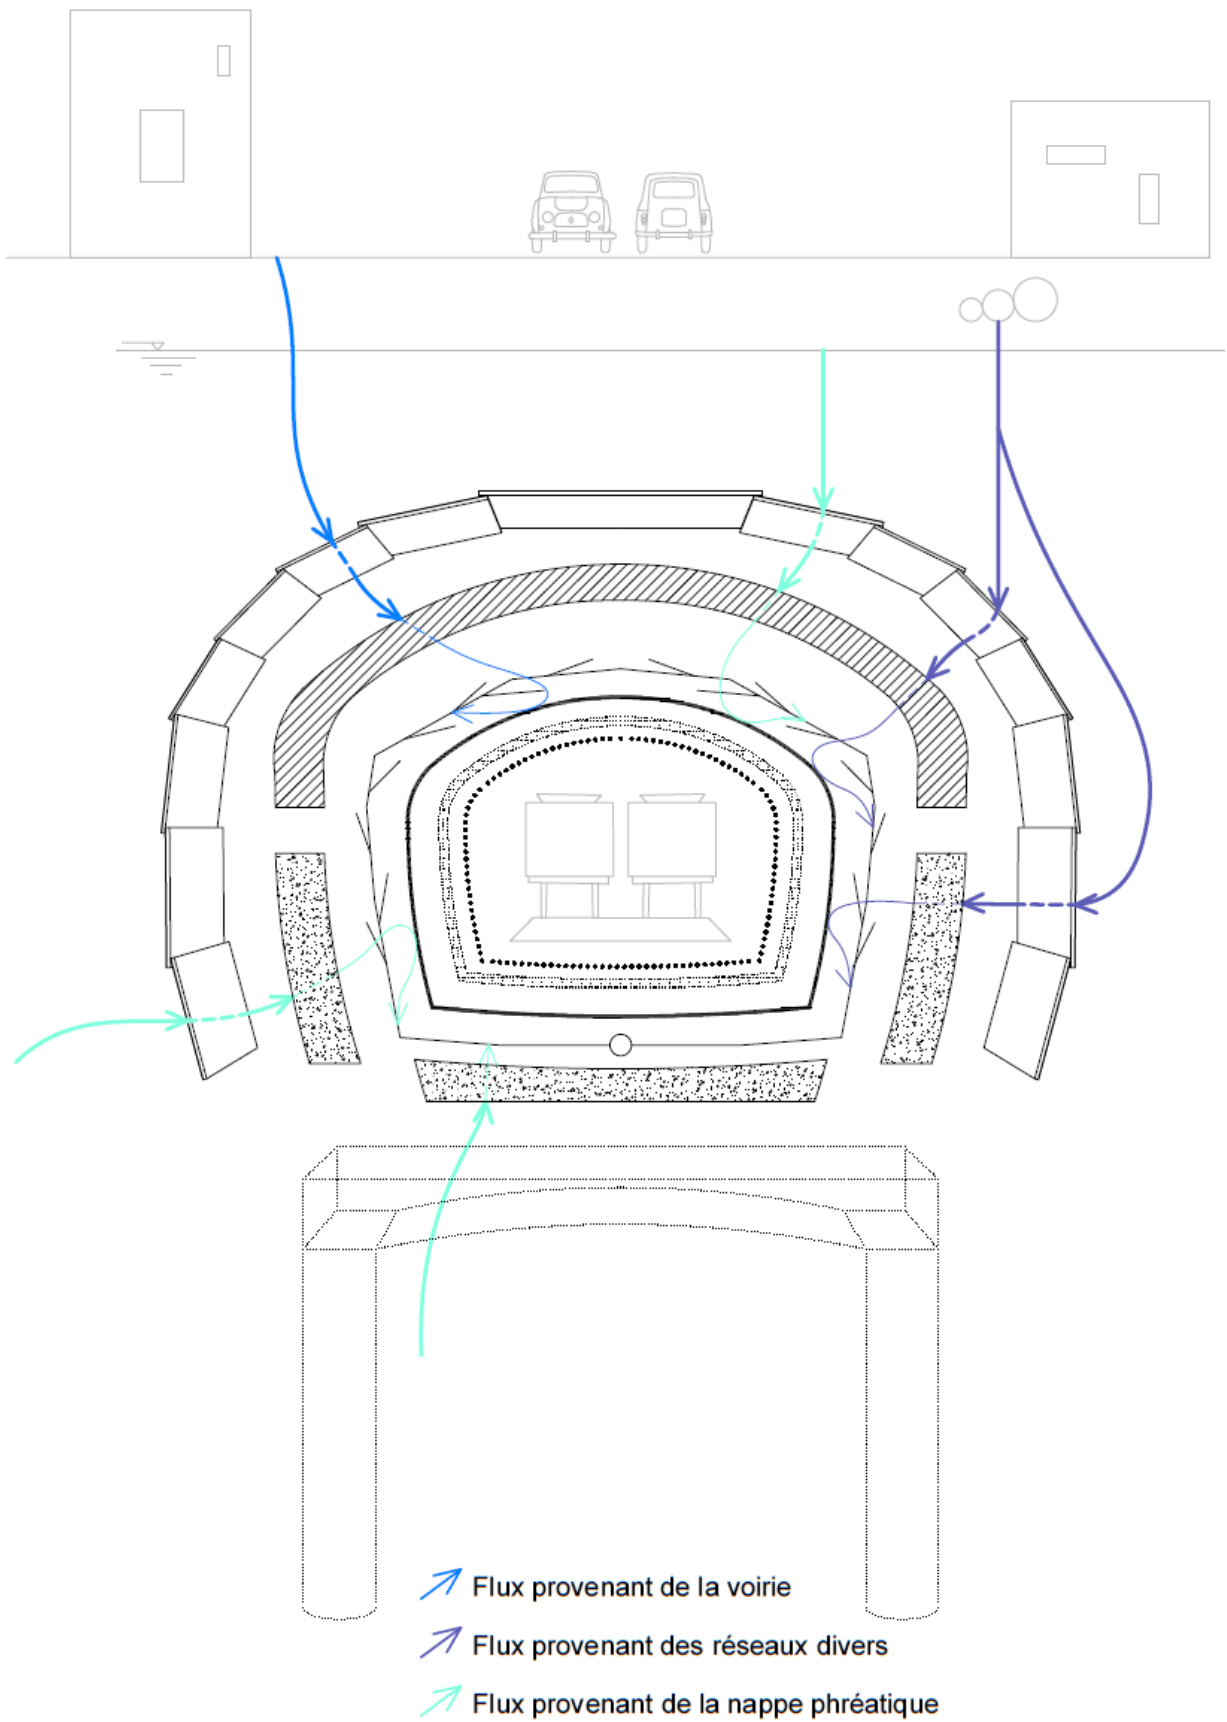 Flux provenant de la voirie
Flux provenant des réseaux divers
Flux provenant de la nappe phréatique